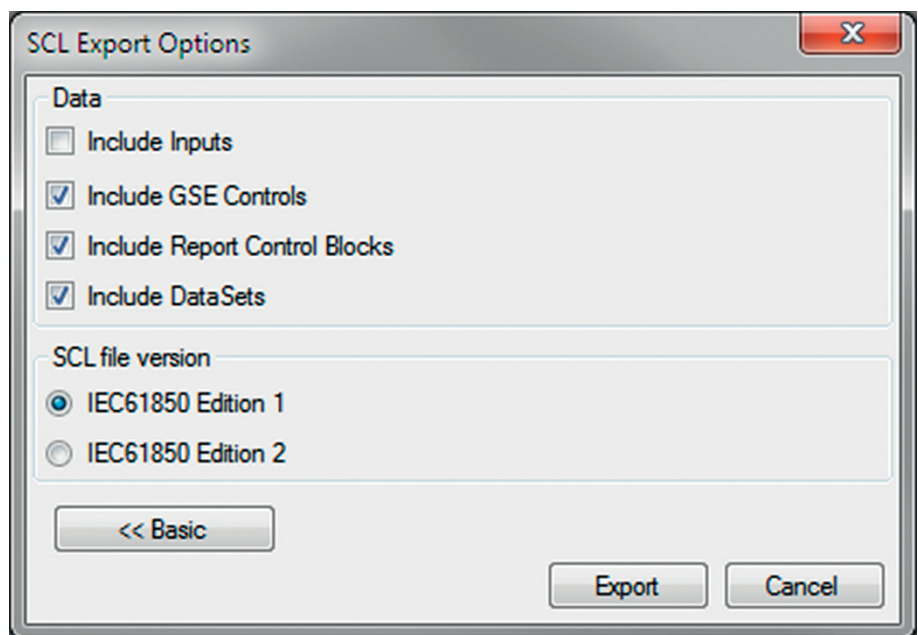 SCL Export Options
Data
Include Inputs
Include GSE Controls
Include Report Control Blocks
Include DataSets
SCL file version
IEC61850 Edition 1
IEC61850 Edition 2
<< Basic
Export
Cancel